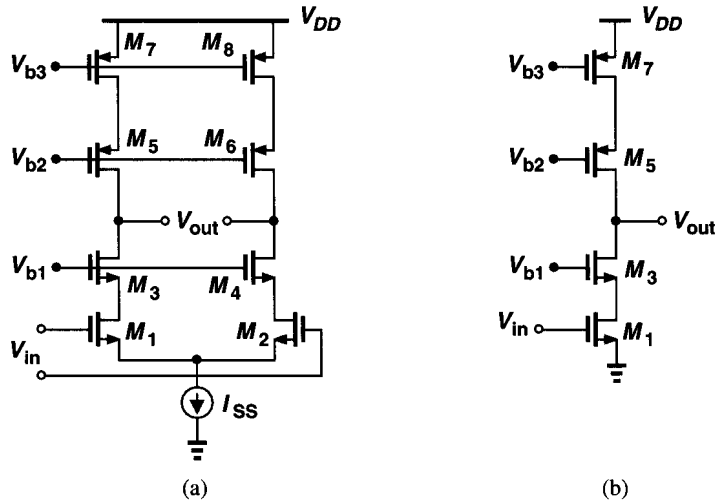 V_DD
M_7
M_8
V_b3
M_5
M_6
V_b2
V_out
V_b1
M_3
M_4
M_1
M_2
V_in
I_SS
(a)
V_DD
V_b3
M_7
V_b2
M_5
V_out
V_b1
M_3
V_in
M_1
(b)